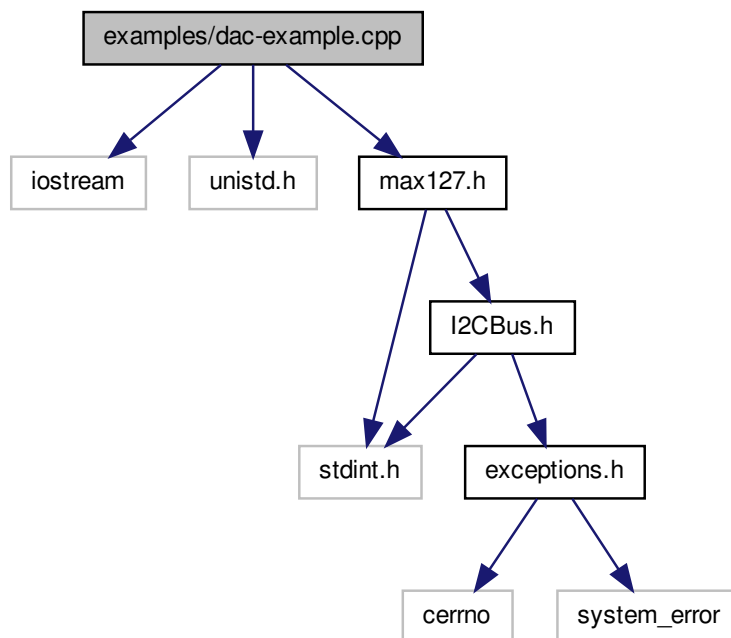 examples/dac-example.cpp
iostream
unistd.h
max127.h
I2CBus.h
stdint.h
exceptions.h
cerrno
system_error